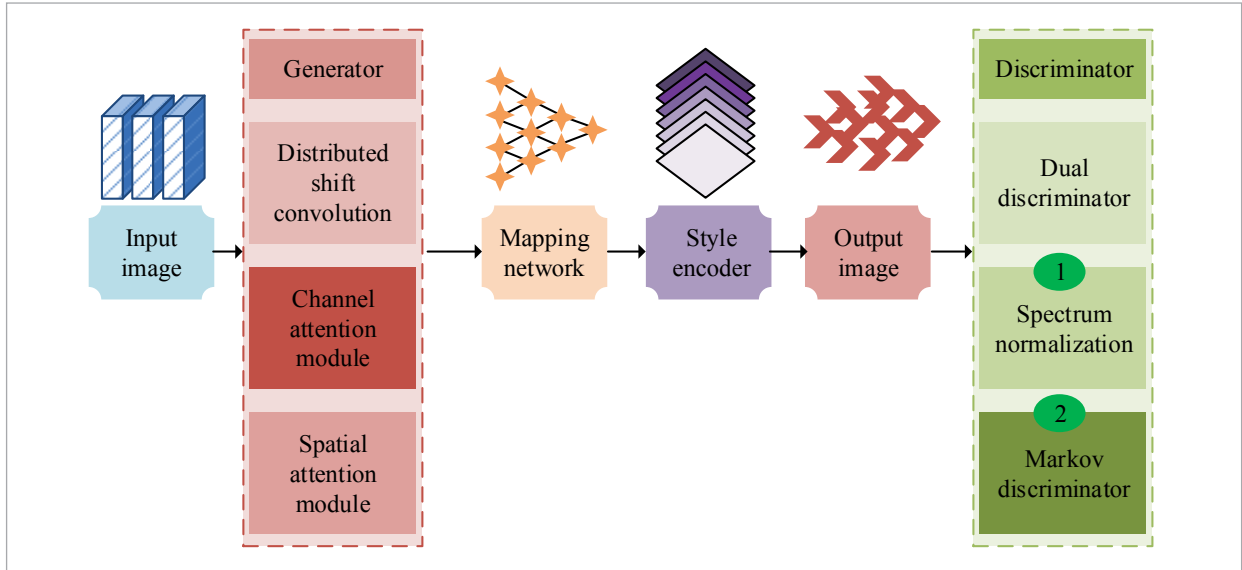 Input
image
Generator
Distributed
shift
convolution
Channel
attention
module
Spatial
attention
module
Mapping
network
Style
encoder
Output
image
Discriminator
Dual
discriminator
1
Spectrum
normalization
2
Markov
discriminator